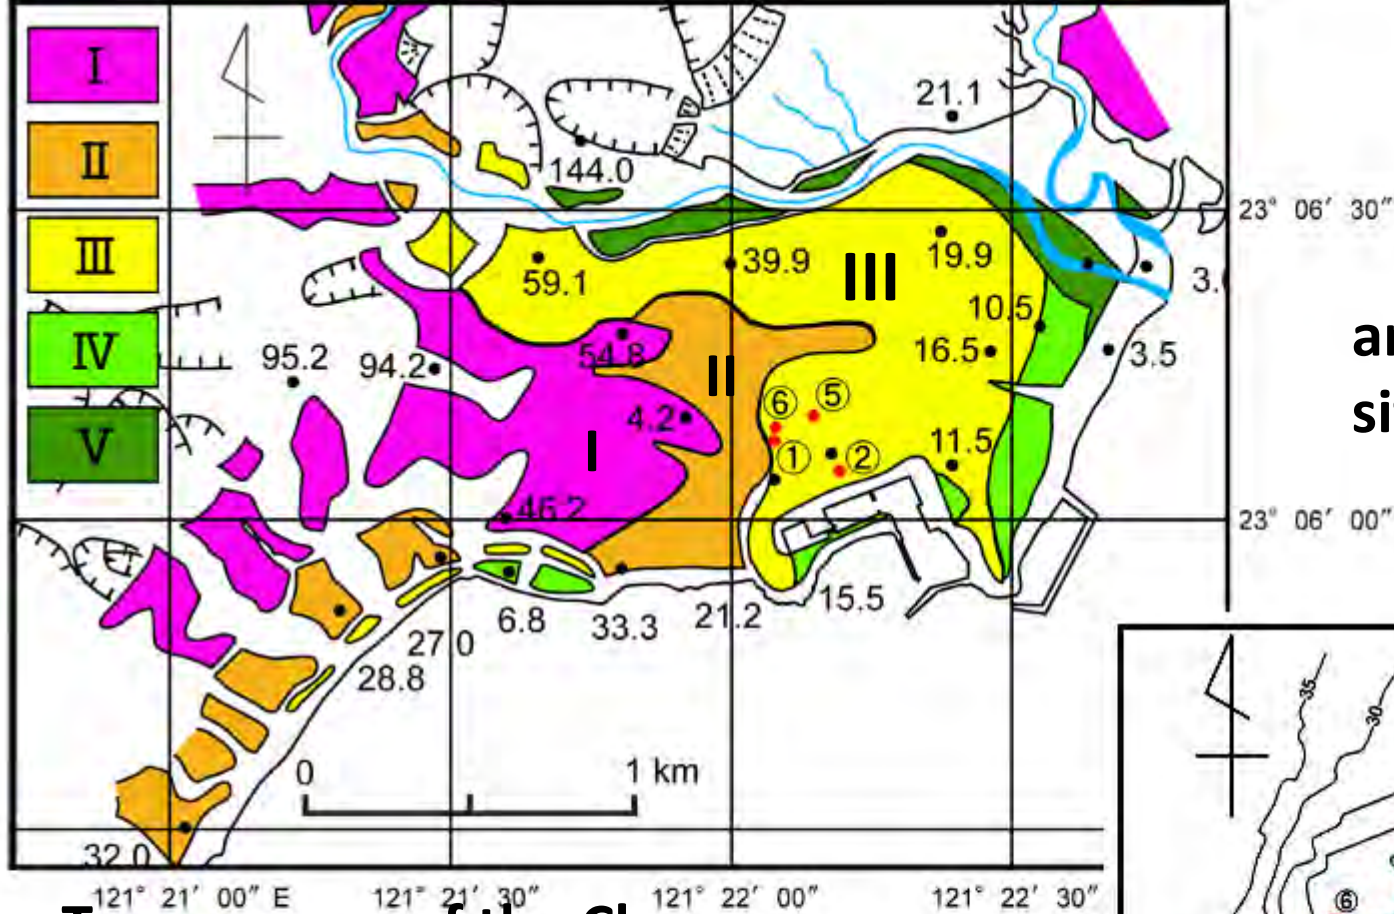 I
II
III
IV
V
21.1
144.0
23° 06′ 30″
59.1
39.9
III
19.9
10.5
95.2
94.2
54.8
II
16.5
3.5
4.2
⑥
⑤
I
①
②
11.5
46.2
23° 06′ 00″
6.8
33.3
21.2
15.5
27.0
28.8
0
1 km
32.0
35
30
⑥
121° 21′ 00″ E
121° 21′ 30″
121° 22′ 00″
121° 22′ 30″
of the